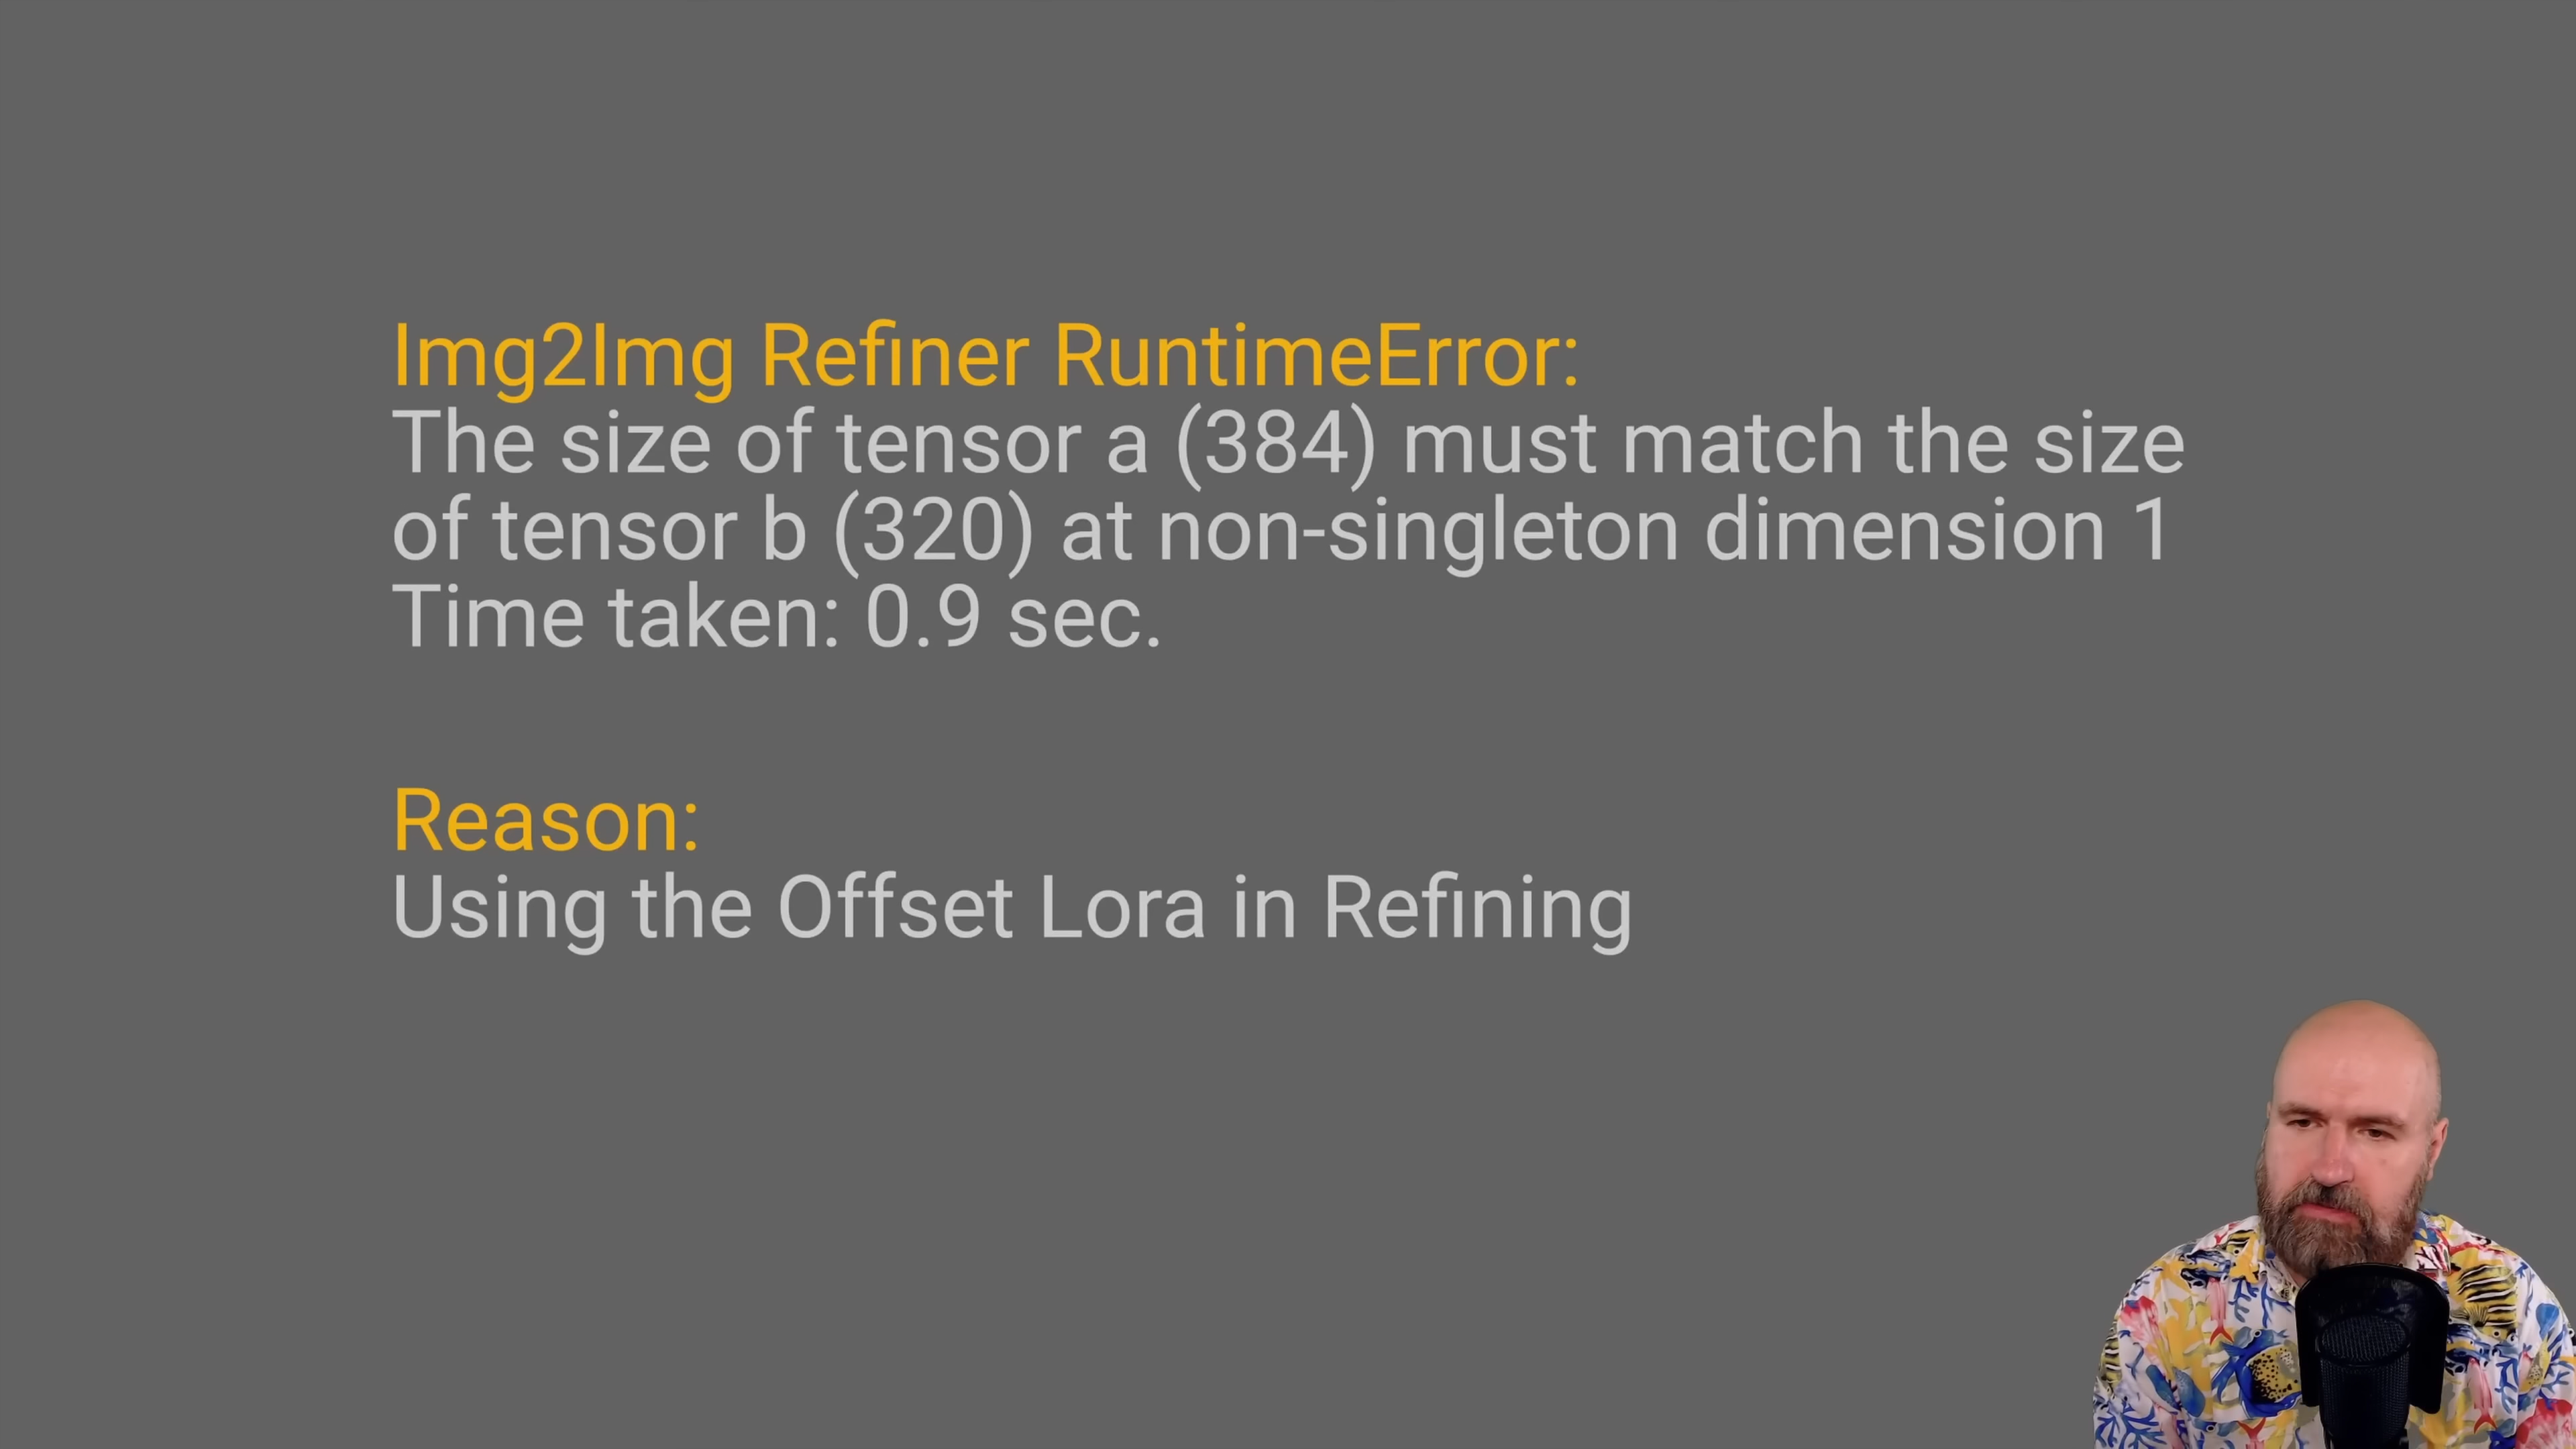 Img2Img Refiner RuntimeError:
The size of tensor a (384) must match the size
of tensor b (320) at non-singleton dimension 1
Time taken: 0.9 sec.
Reason:
Using the Offset Lora in Refining